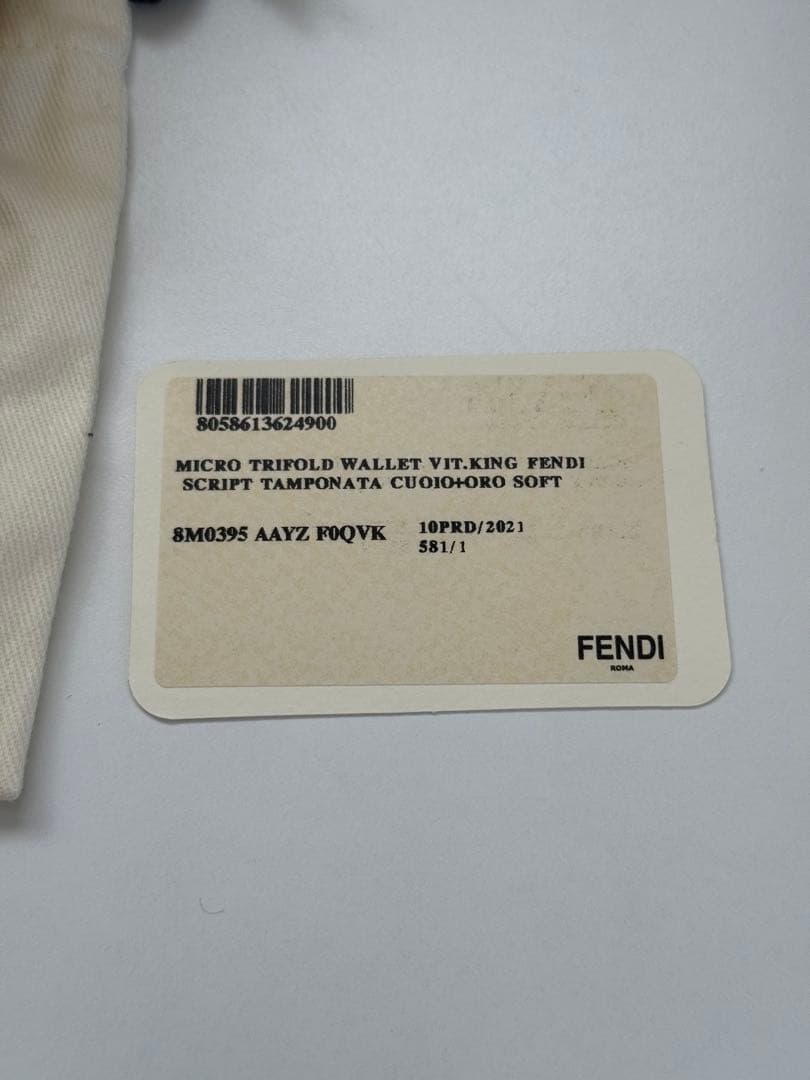 8058613624900
MICRO TRIFOLD WALLET VIT.KING FENDI
SCRIPT TAMPONATA CUOIO+ORO SOFT
8M0395 AAYZ F0QVK
10PRD/2021
581/1
FENDI
ROMA